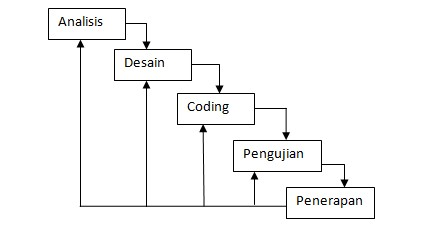 Analisis
Desain
Coding
Pengujian
Penerapan